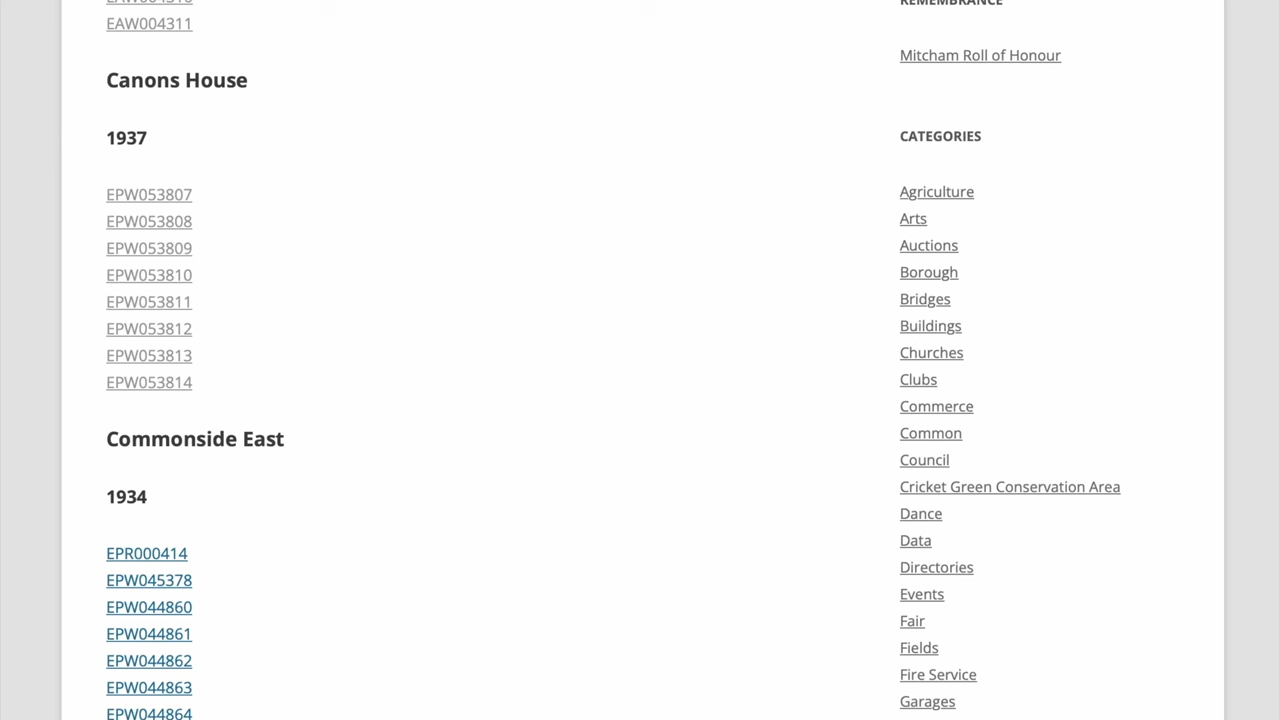 EAW004310
EAW004311
Canons House
1937
EPW053807
EPW053808
EPW053809
EPW053810
EPW053811
EPW053812
EPW053813
EPW053814
Commonside East
1934
EPR000414
EPW045378
EPW044860
EPW044861
EPW044862
EPW044863
EPW044864
REMEMBRANCE
Mitcham Roll of Honour
CATEGORIES
Agriculture
Arts
Auctions
Borough
Bridges
Buildings
Churches
Clubs
Commerce
Common
Council
Cricket Green Conservation Area
Dance
Data
Directories
Events
Fair
Fields
Fire Service
Garages